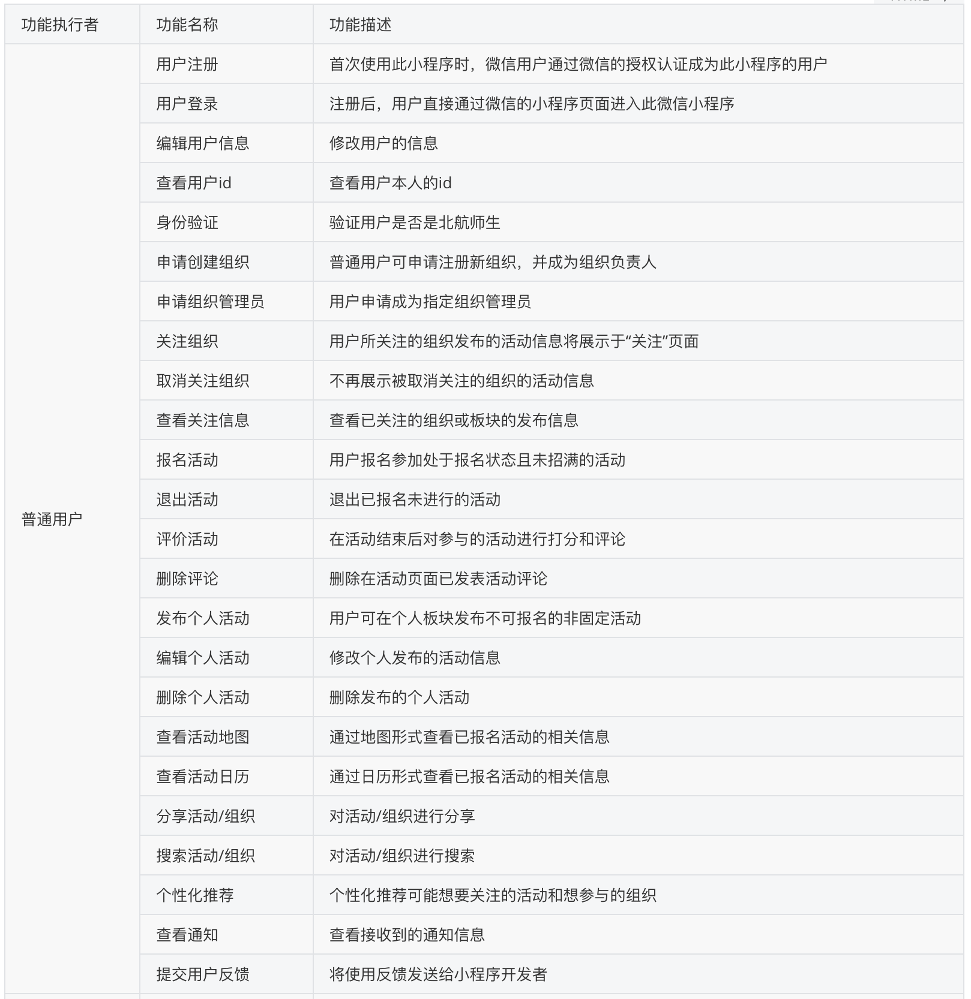 功能执行者 功能名称 功能描述
用户注册 首次使用此小程序时，微信用户通过微信的授权认证成为此小程序的用户
用户登录 注册后，用户直接通过微信的小程序页面进入此微信小程序
编辑用户信息 修改用户的信息
查看用户id 查看用户本人的id
身份验证 验证用户是否是北航师生
申请创建组织 普通用户可申请注册新组织，并成为组织负责人
申请组织管理员 用户申请成为指定组织管理员
关注组织 用户所关注的组织发布的活动信息将展示于“关注”页面
取消关注组织 不再展示被取消关注的组织的活动信息
查看关注信息 查看已关注的组织或板块的发布信息
报名活动 用户报名参加处于报名状态且未招满的活动
退出活动 退出已报名未进行的活动
普通用户
评价活动 在活动结束后对参与的活动进行打分和评论
删除评论 删除在活动页面已发表活动评论
发布个人活动 用户可在个人板块发布不可报名的非固定活动
编辑个人活动 修改个人发布的活动信息
删除个人活动 删除发布的个人活动
查看活动地图 通过地图形式查看已报名活动的相关信息
查看活动日历 通过日历形式查看已报名活动的相关信息
分享活动/组织 对活动/组织进行分享
搜索活动/组织 对活动/组织进行搜索
个性化推荐 个性化推荐可能想要关注的活动和想参与的组织
查看通知 查看接收到的通知信息
提交用户反馈 将使用反馈发送给小程序开发者